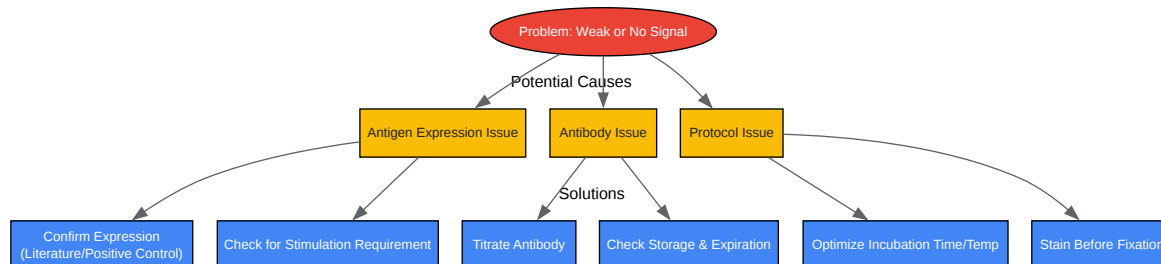 Problem: Weak or No Signal
Potential Causes
Antigen Expression Issue
Antibody Issue
Protocol Issue
Solutions
Confirm Expression
(Literature/Positive Control)
Check for Stimulation Requirement
Titrate Antibody
Check Storage & Expiration
Optimize Incubation Time/Temp
Stain Before Fixation